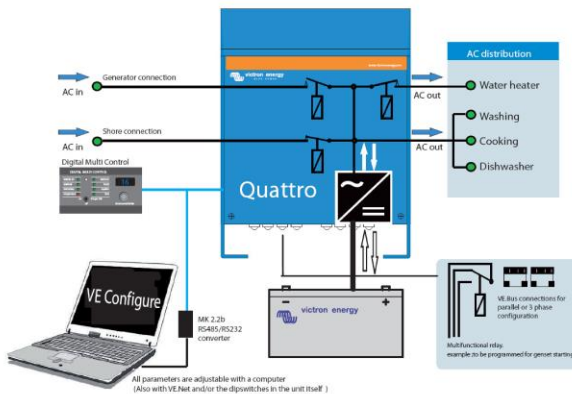 victron energy
AC distribution
Generator connection
AC in
AC out
Water heater
Shore connection
AC in
AC out
Washing
Cooking
Dishwasher
Digital Multi Control
DIGITAL MULTI CONTROL
Quattro
VE Configure
MK 2.2b
RS485/RS232
converter
- +
victron energy
VE.Bus connections for
parallel or 3 phase
configuration
Multifunctional relay.
example :to be programmed for genset starting
All parameters are adjustable with a computer
(Also with VE.Net and/or the dipswitches in the unit itself )